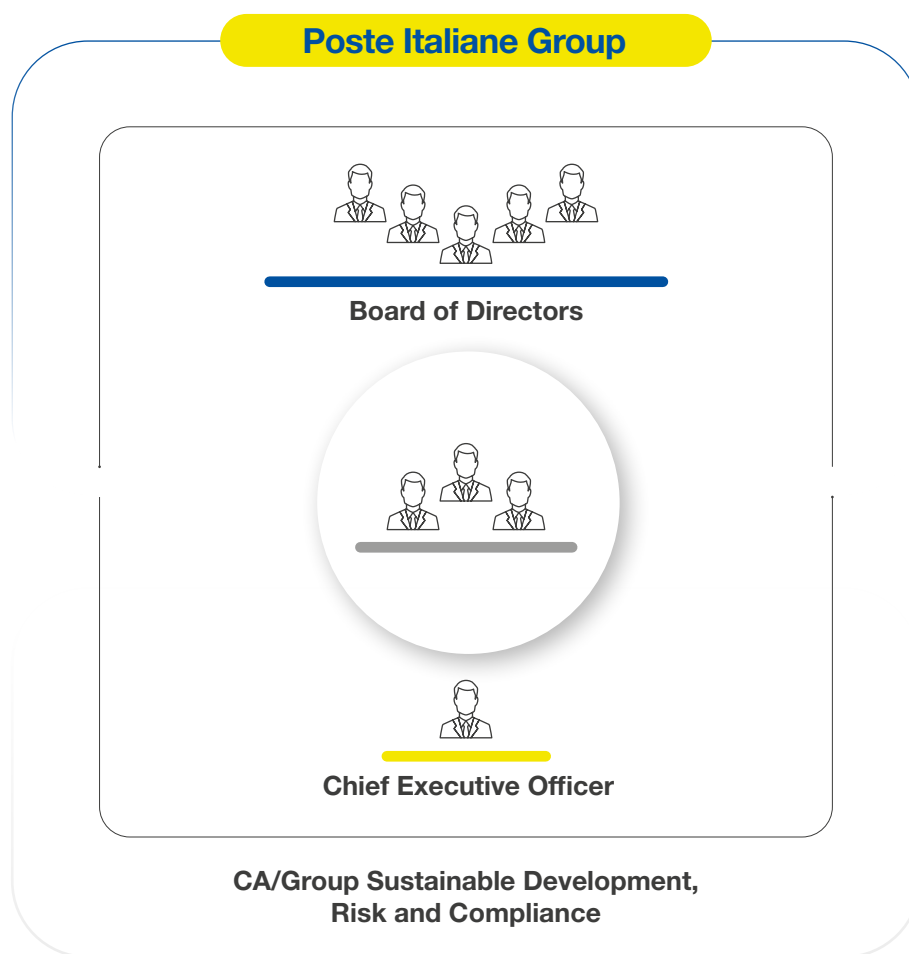 Poste Italiane Group
Board of Directors
Chief Executive Officer
CA/Group Sustainable Development,
Risk and Compliance